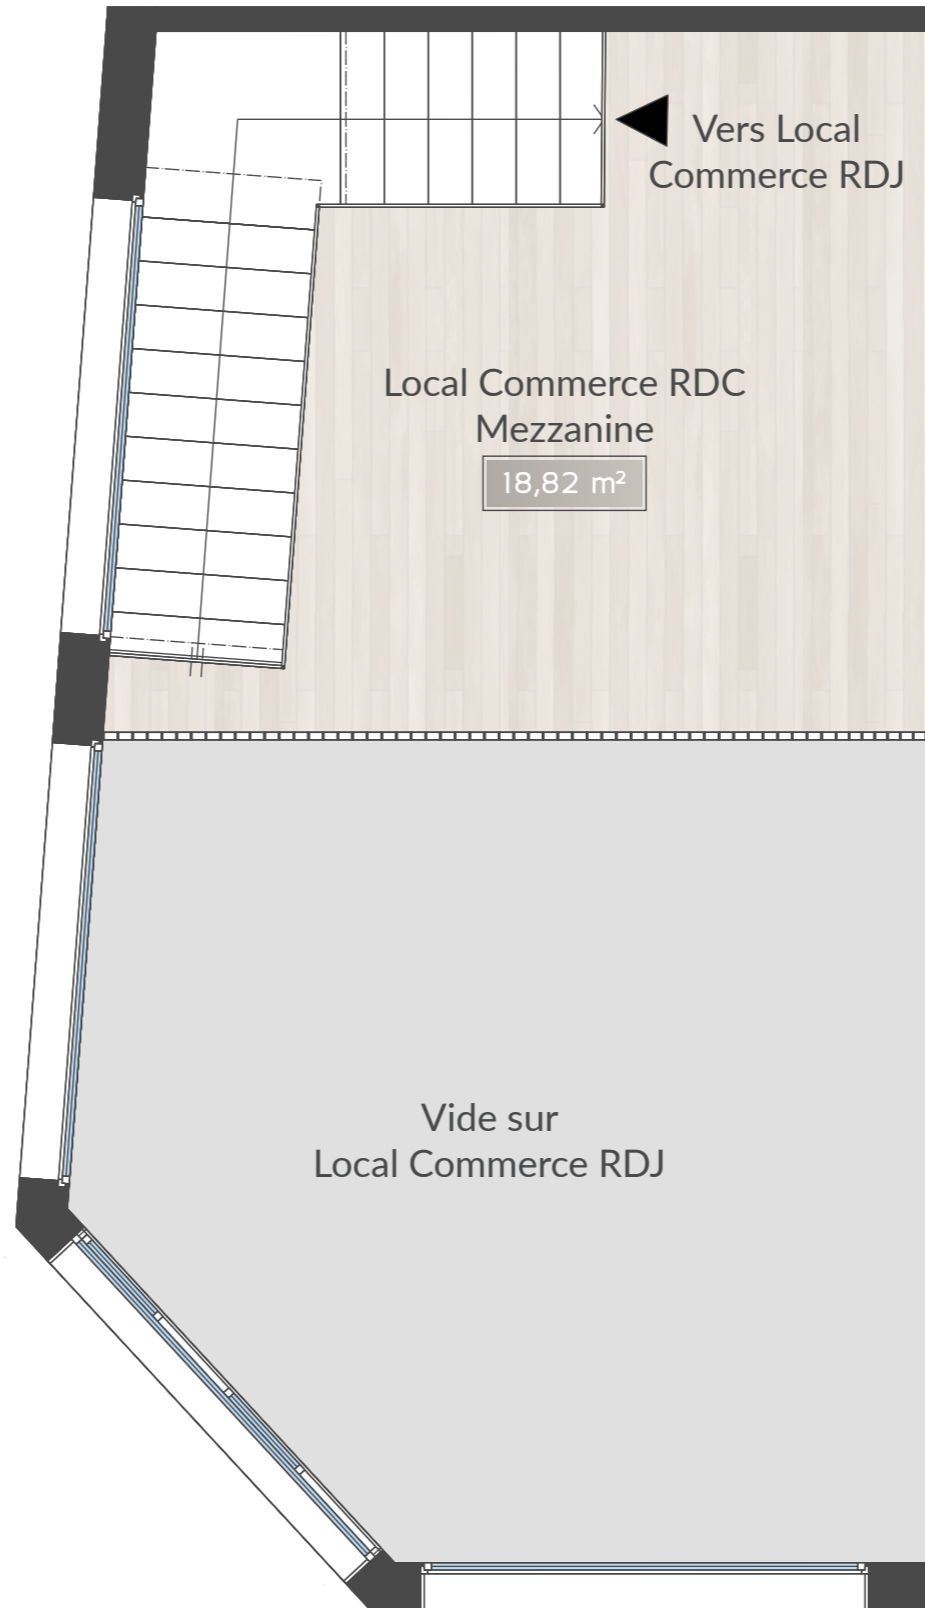 Vers Local
Commerce RDJ
Local Commerce RDC
Mezzanine
18,82 m²
Vide sur
Local Commerce RDJ